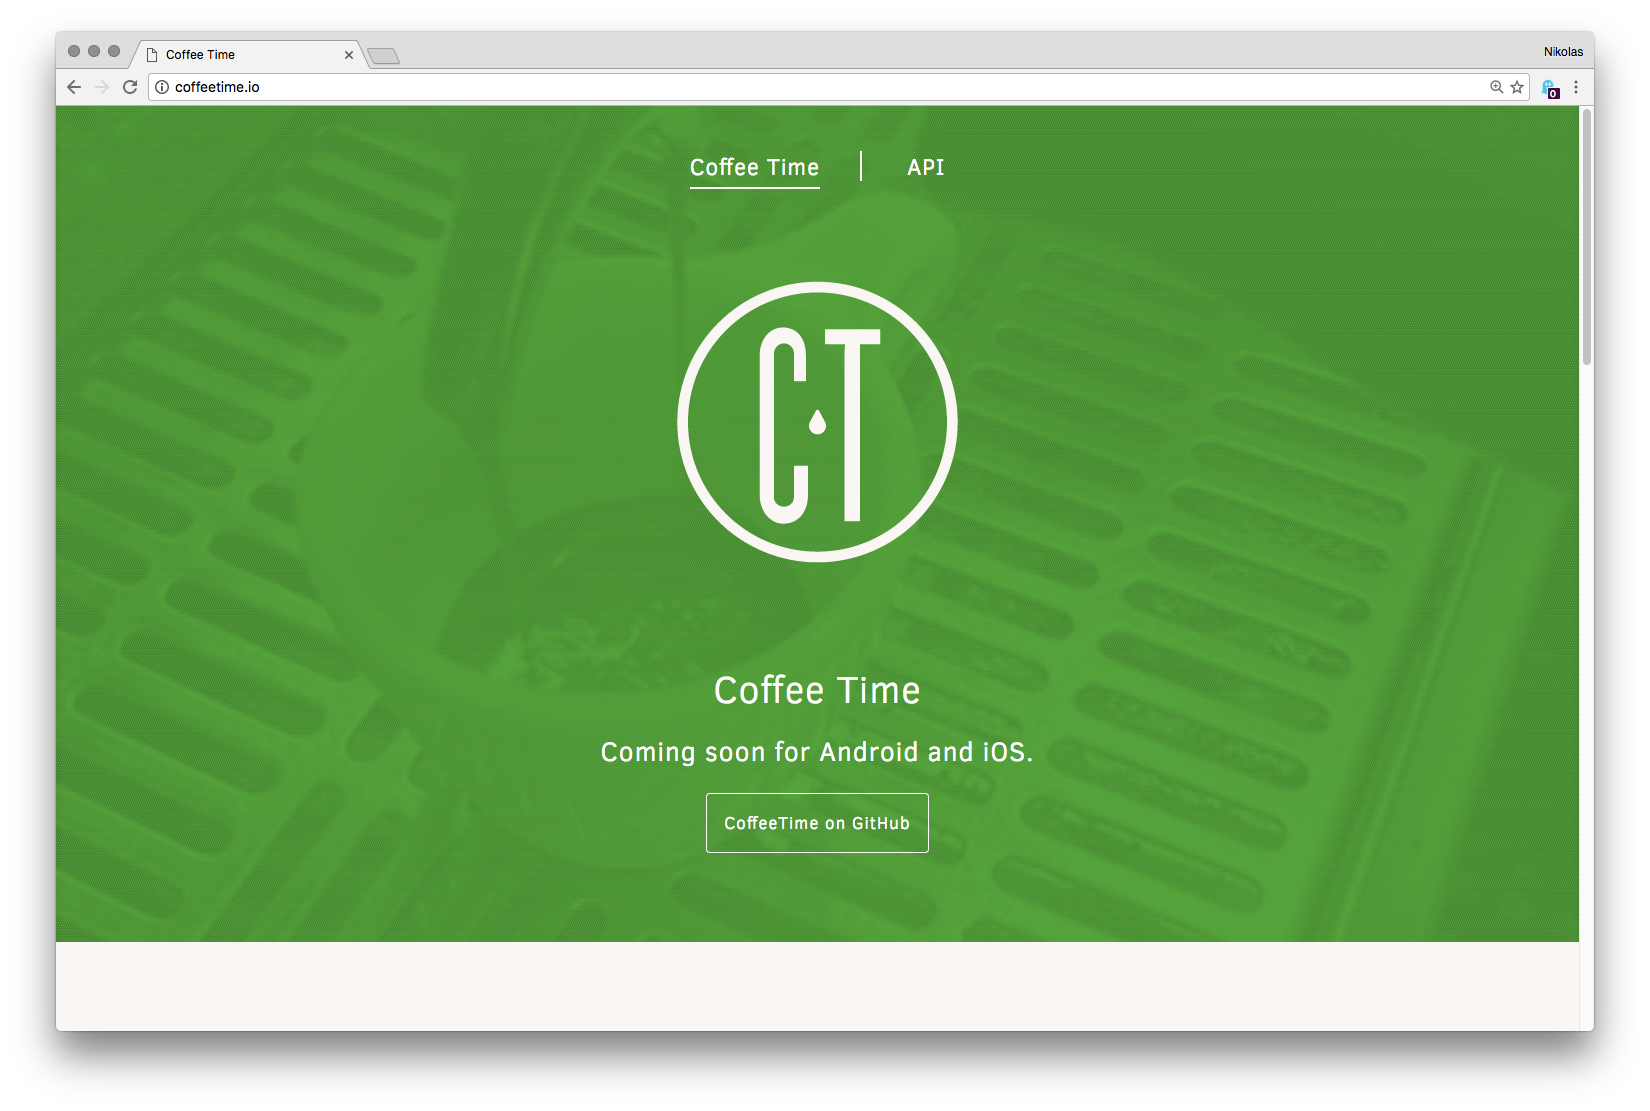 Coffee Time
Nikolas
coffeetime.io
0
Coffee Time | API
CT
Coffee Time
Coming soon for Android and iOS.
CoffeeTime on GitHub